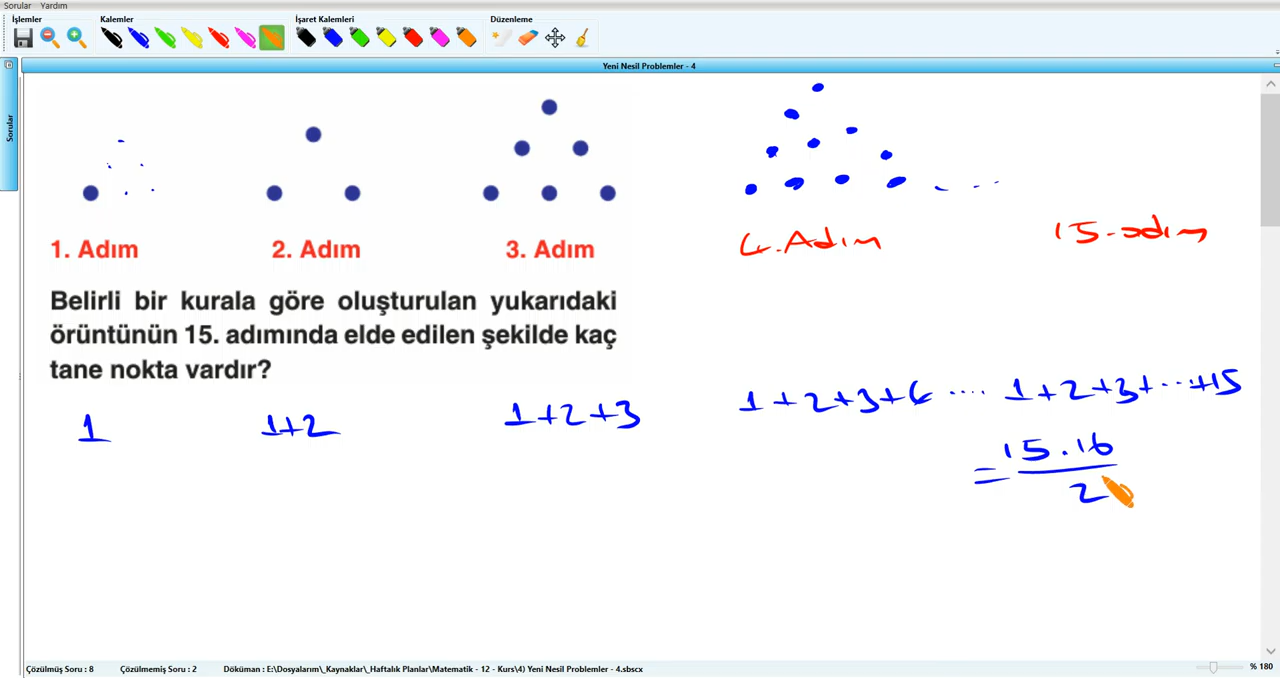 Sorular Yardım
İşlemler Kalemler İşaret Kalemleri Düzenleme
Yeni Nesil Problemler - 4
Sorular
1. Adım 2. Adım 3. Adım 4. Adım 15. adım
Belirli bir kurala göre oluşturulan yukarıdaki
örüntünün 15. adımında elde edilen şekilde kaç
tane nokta vardır?
1 1+2 1+2+3 1+2+3+4 .... 1+2+3+...+15
= 15.16
2
Çözülmüş Soru : 8 Çözülmemiş Soru : 2 Döküman : E:\Dosyalarım\_Kaynaklar\_Haftalık Planlar\Matematik - 12 - Kurs\4) Yeni Nesil Problemler - 4.sbscx % 180